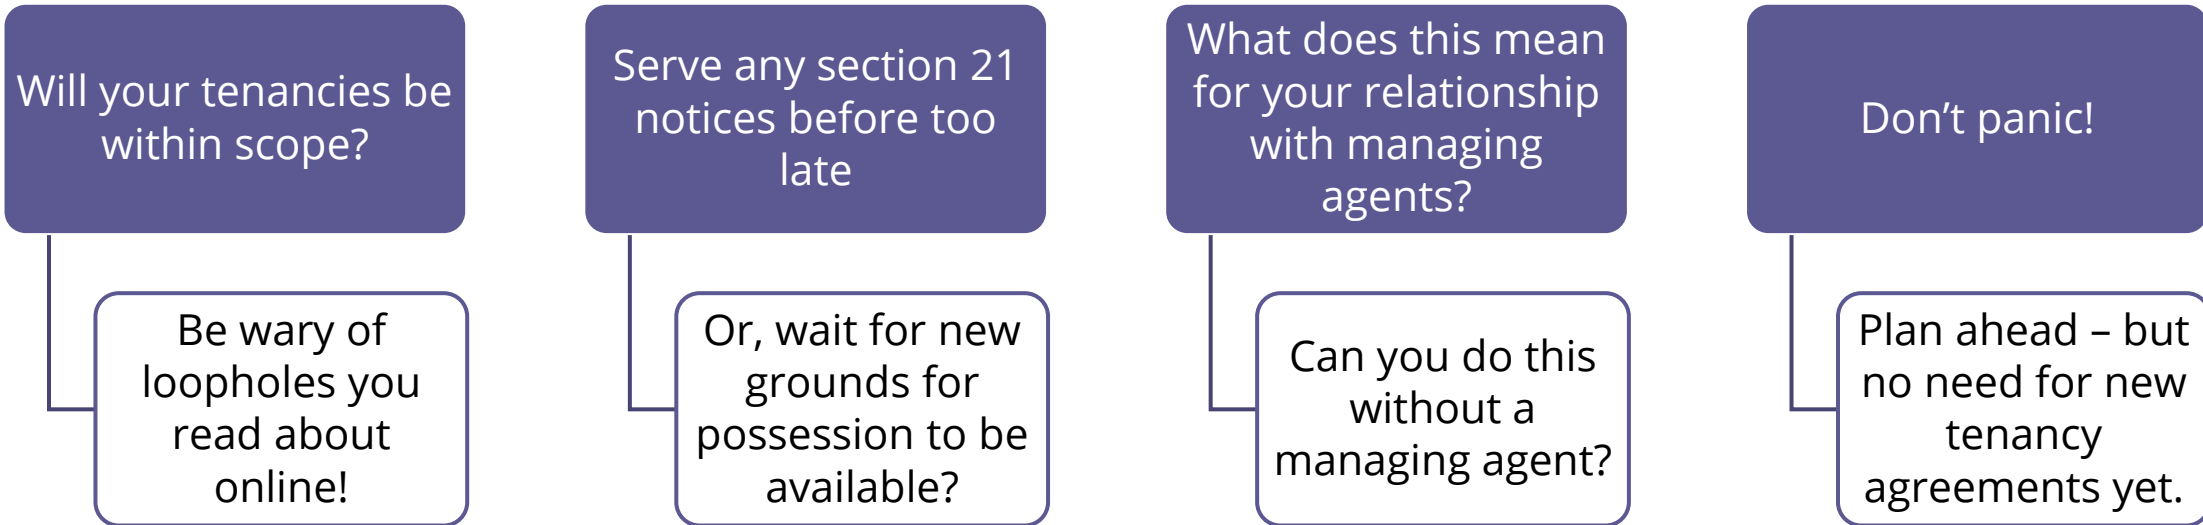 Will your tenancies be
within scope?
Be wary of
loopholes you
read about
online!
Serve any section 21
notices before too
late
Or, wait for new
grounds for
possession to be
available?
What does this mean
for your relationship
with managing
agents?
Can you do this
without a
managing agent?
Don’t panic!
Plan ahead – but
no need for new
tenancy
agreements yet.